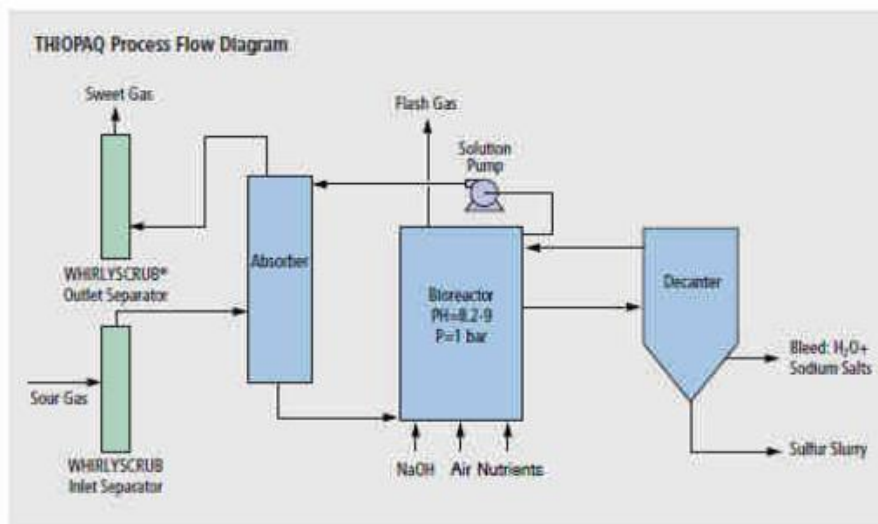 THIOPAQ Process Flow Diagram
Sweet Gas
Flash Gas
Solution
Pump
Absorber
WHIRLYSCRUB®
Outlet Separator
Bioreactor
PH=8.2-9
P=1 bar
Decanter
Bleed: H₂O+
Sodium Salts
Sour Gas
Sulfur Slurry
WHIRLYSCRUB
Inlet Separator
NaOH Air Nutrients